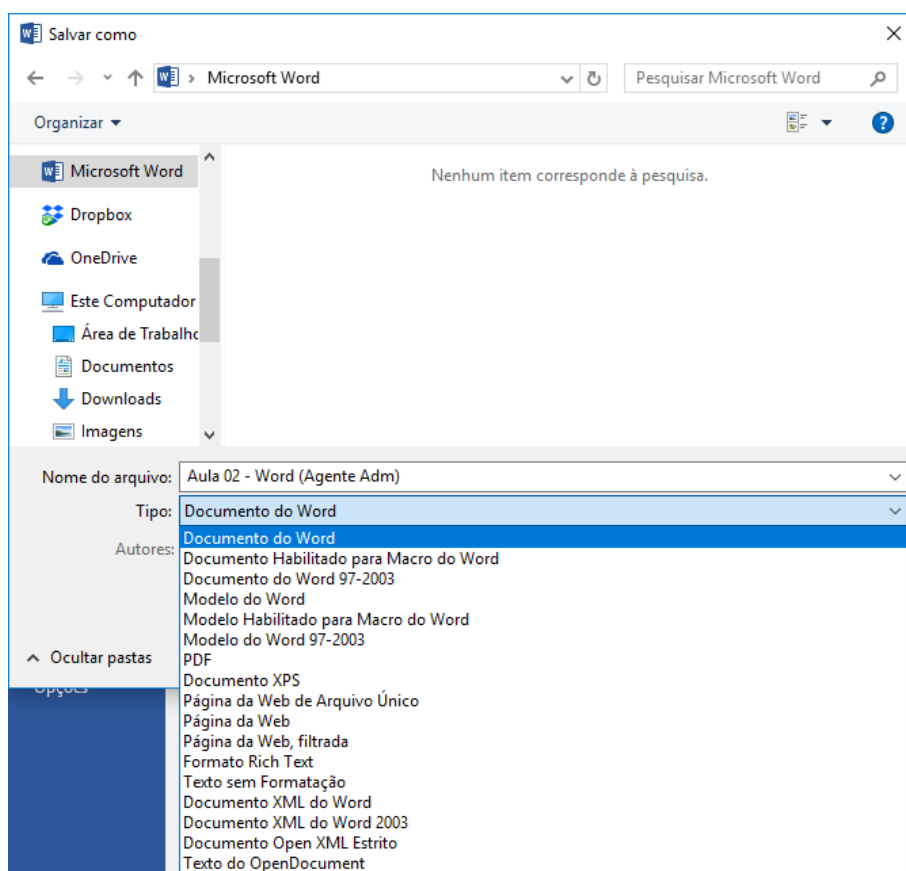 Salvar como
Microsoft Word
Pesquisar Microsoft Word
Organizar
Microsoft Word
Nenhum item corresponde à pesquisa.
Dropbox
OneDrive
Este Computador
Área de Trabalho
Documentos
Downloads
Imagens
Nome do arquivo: Aula 02 - Word (Agente Adm)
Tipo: Documento do Word
Autores:
Documento do Word
Documento Habilitado para Macro do Word
Documento do Word 97-2003
Modelo do Word
Modelo Habilitado para Macro do Word
Modelo do Word 97-2003
PDF
Documento XPS
Página da Web de Arquivo Único
Página da Web
Página da Web, filtrada
Formato Rich Text
Texto sem Formatação
Documento XML do Word
Documento XML do Word 2003
Documento Open XML Estrito
Texto do OpenDocument
Ocultar pastas
Opções